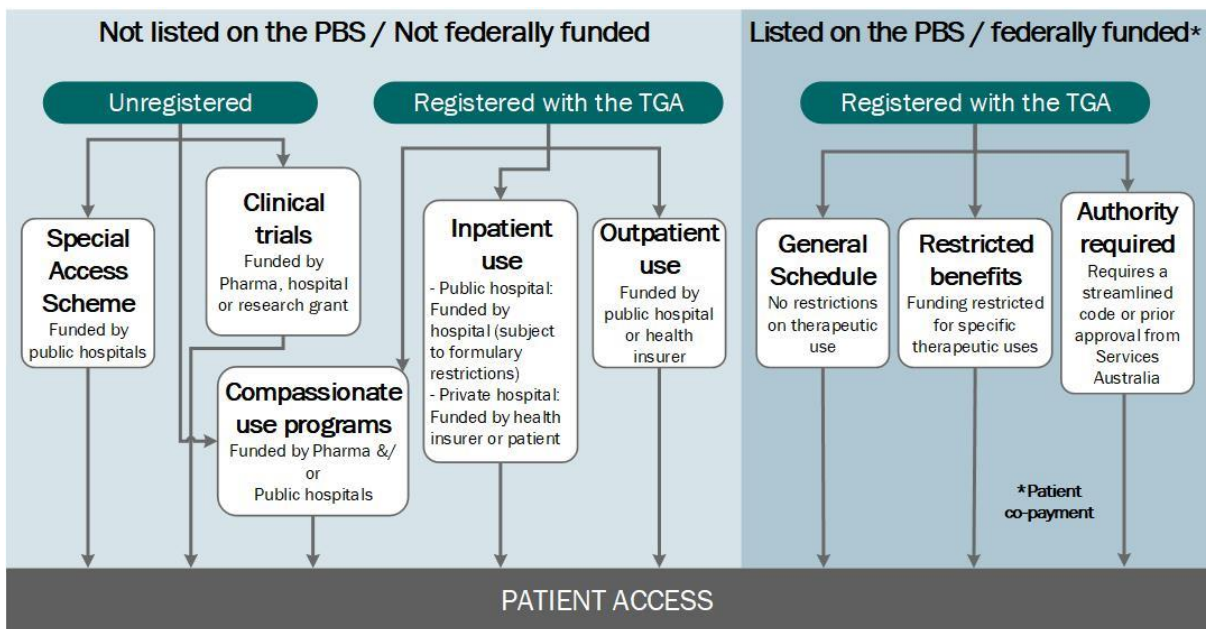 Not listed on the PBS / Not federally funded
Listed on the PBS / federally funded*
Unregistered
Registered with the TGA
Registered with the TGA
Special
Access
Scheme
Funded by
public hospitals
Clinical
trials
Funded by
Pharma, hospital
or research grant
Compassionate
use programs
Funded by Pharma &/
or
Public hospitals
Inpatient
use
- Public hospital:
Funded by
hospital (subject
to formulary
restrictions)
- Private hospital:
Funded by health
insurer or patient
Outpatient
use
Funded by
public hospital
or health
insurer
General
Schedule
No restrictions
on therapeutic
use
Restricted
benefits
Funding restricted
for specific
therapeutic uses
Authority
required
Requires a
streamlined
code or prior
approval from
Services
Australia
*Patient
co-payment
PATIENT ACCESS